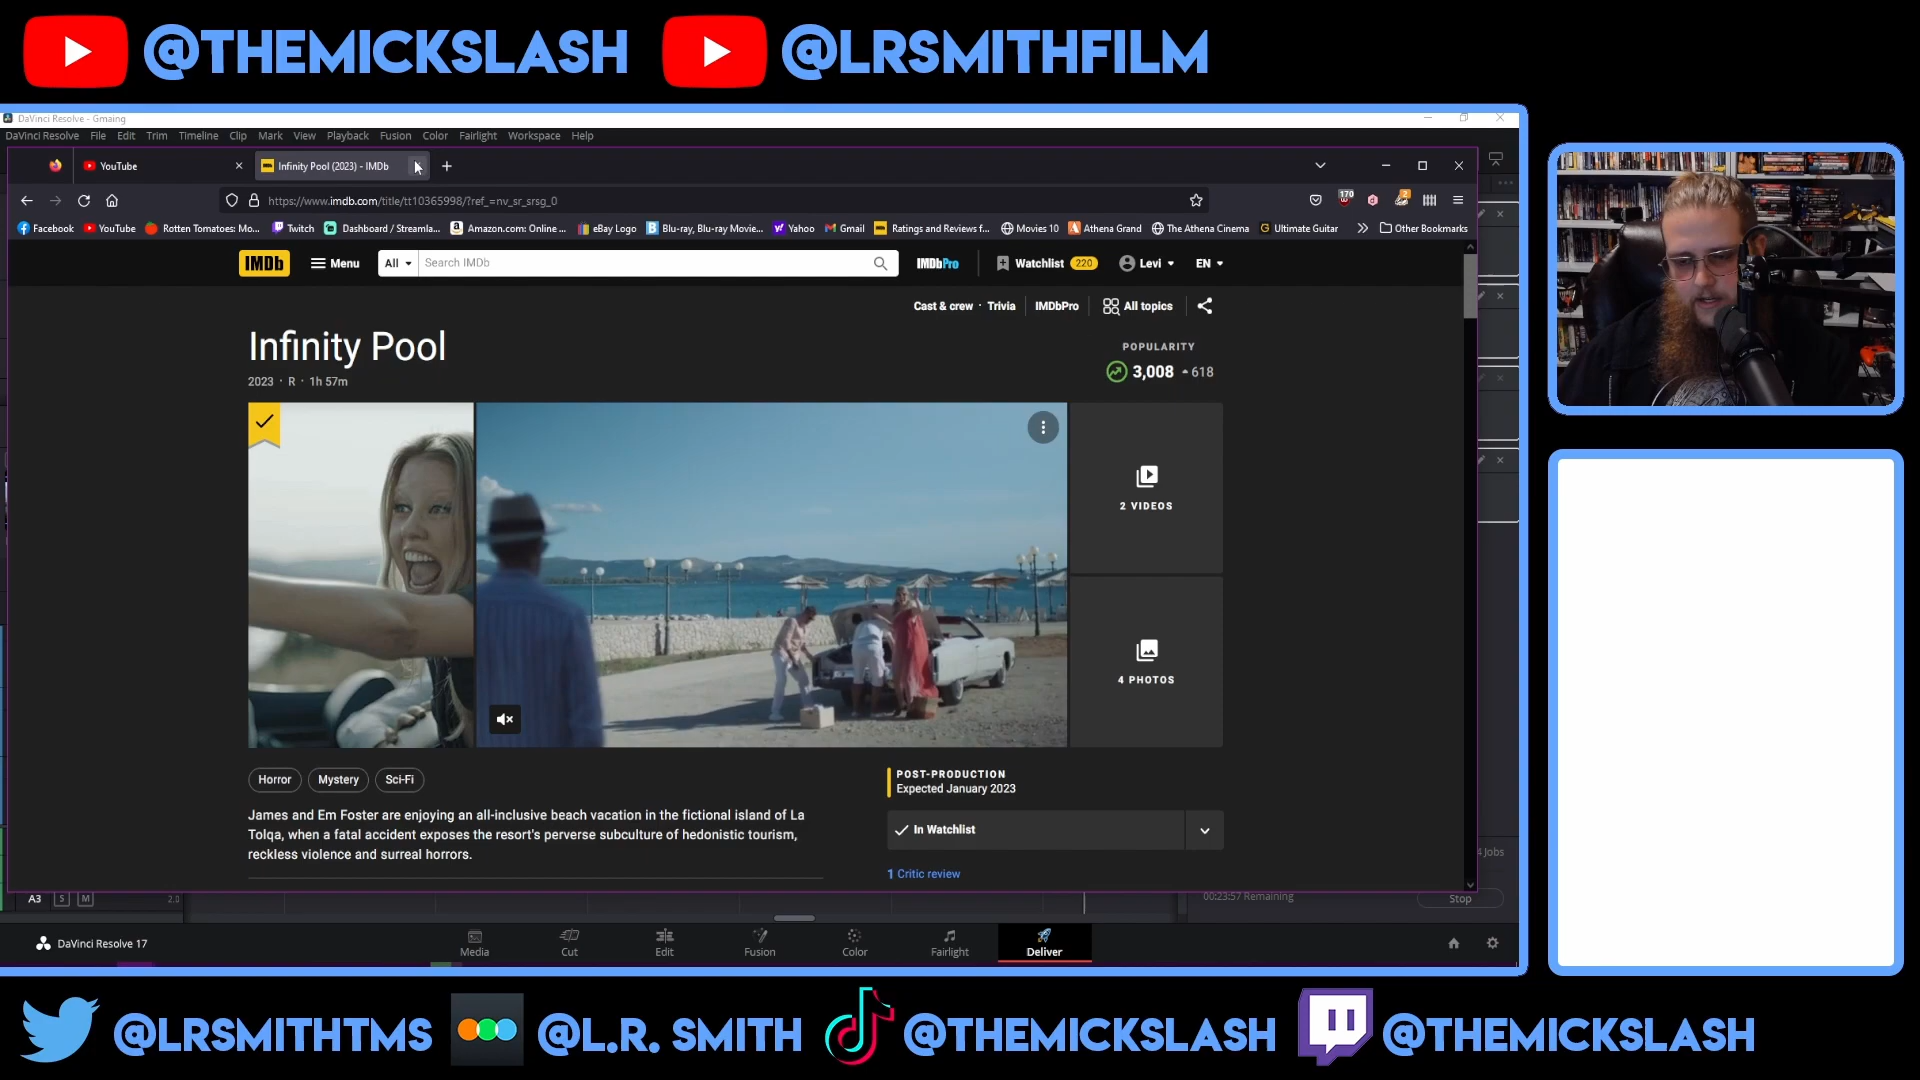 @THEMICKSLASH @LRSMITHFILM
DaVinci Resolve - Gmaing
DaVinci Resolve File Edit Trim Timeline Clip Mark View Playback Fusion Color Fairlight Workspace Help
YouTube Infinity Pool (2023) - IMDb
https://www.imdb.com/title/tt10365998/?ref_=nv_sr_srsg_0 170 2
Facebook YouTube Rotten Tomatoes: Mo... Twitch Dashboard / Streamla... Amazon.com: Online ... eBay Logo Blu-ray, Blu-ray Movie... Yahoo Gmail Ratings and Reviews f... Movies 10 Athena Grand The Athena Cinema Ultimate Guitar Other Bookmarks
IMDb Menu All Search IMDb IMDbPro Watchlist 220 Levi EN
Cast & crew · Trivia IMDbPro All topics
Infinity Pool
2023 · R · 1h 57m
POPULARITY
3,008 618
2 VIDEOS
4 PHOTOS
Horror Mystery Sci-Fi
James and Em Foster are enjoying an all-inclusive beach vacation in the fictional island of La
Tolqa, when a fatal accident exposes the resort's perverse subculture of hedonistic tourism,
reckless violence and surreal horrors.
POST-PRODUCTION
Expected January 2023
In Watchlist
1 Critic review
4 Jobs
A3 S M 2.0
00:23:57 Remaining Stop
DaVinci Resolve 17 Media Cut Edit Fusion Color Fairlight Deliver
@LRSMITHTMS @L.R. SMITH @THEMICKSLASH @THEMICKSLASH